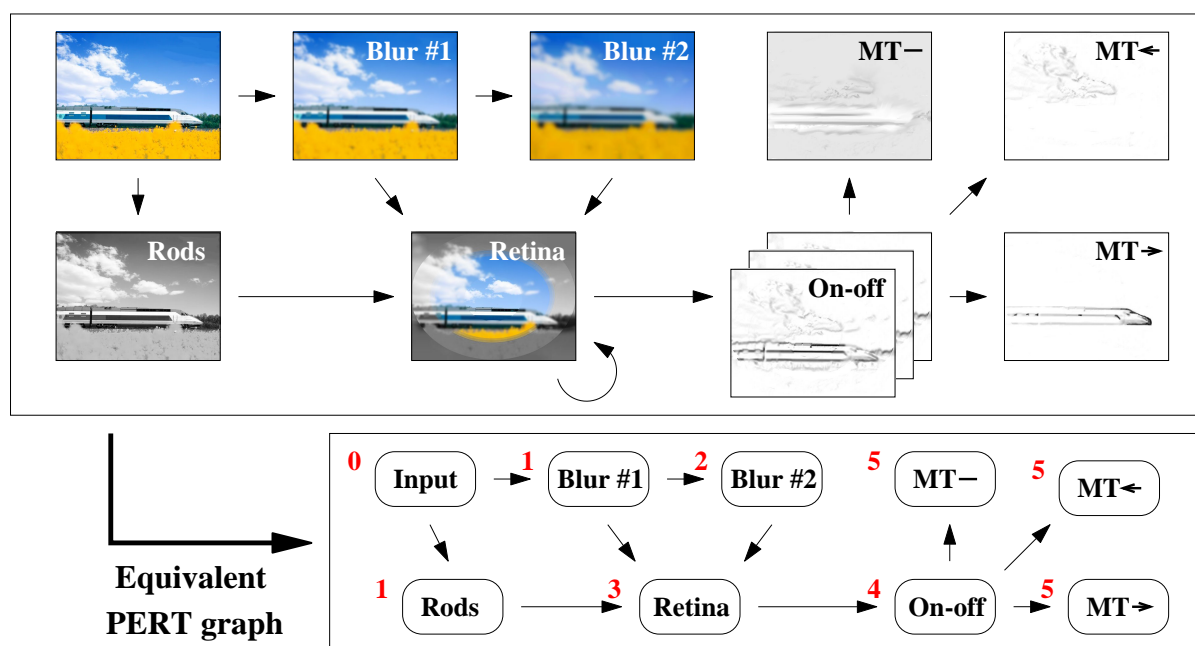 Blur #1
Blur #2
MT−
MT←
Rods
Retina
On-off
MT→
0
Input
1
Blur #1
2
Blur #2
5
MT−
5
MT←
Equivalent
PERT graph
1
Rods
3
Retina
4
On-off
5
MT→